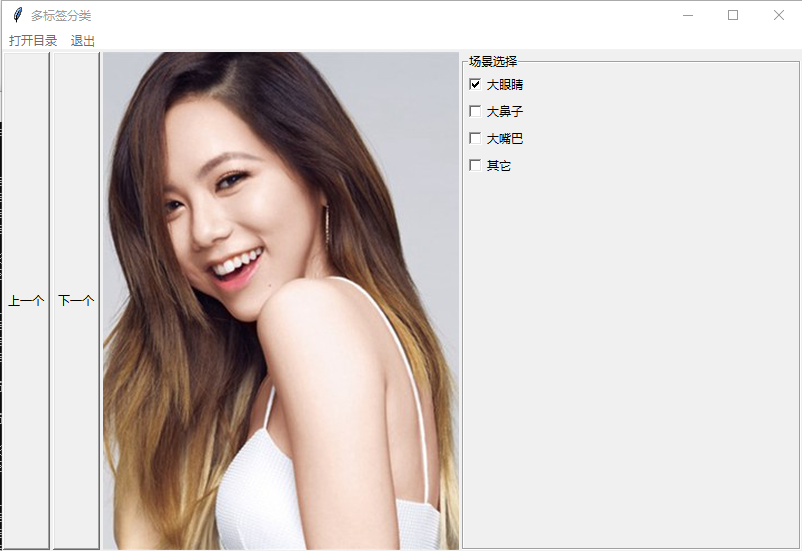 多标签分类
打开目录 退出
上一个
下一个
场景选择
大眼睛
大鼻子
大嘴巴
其它